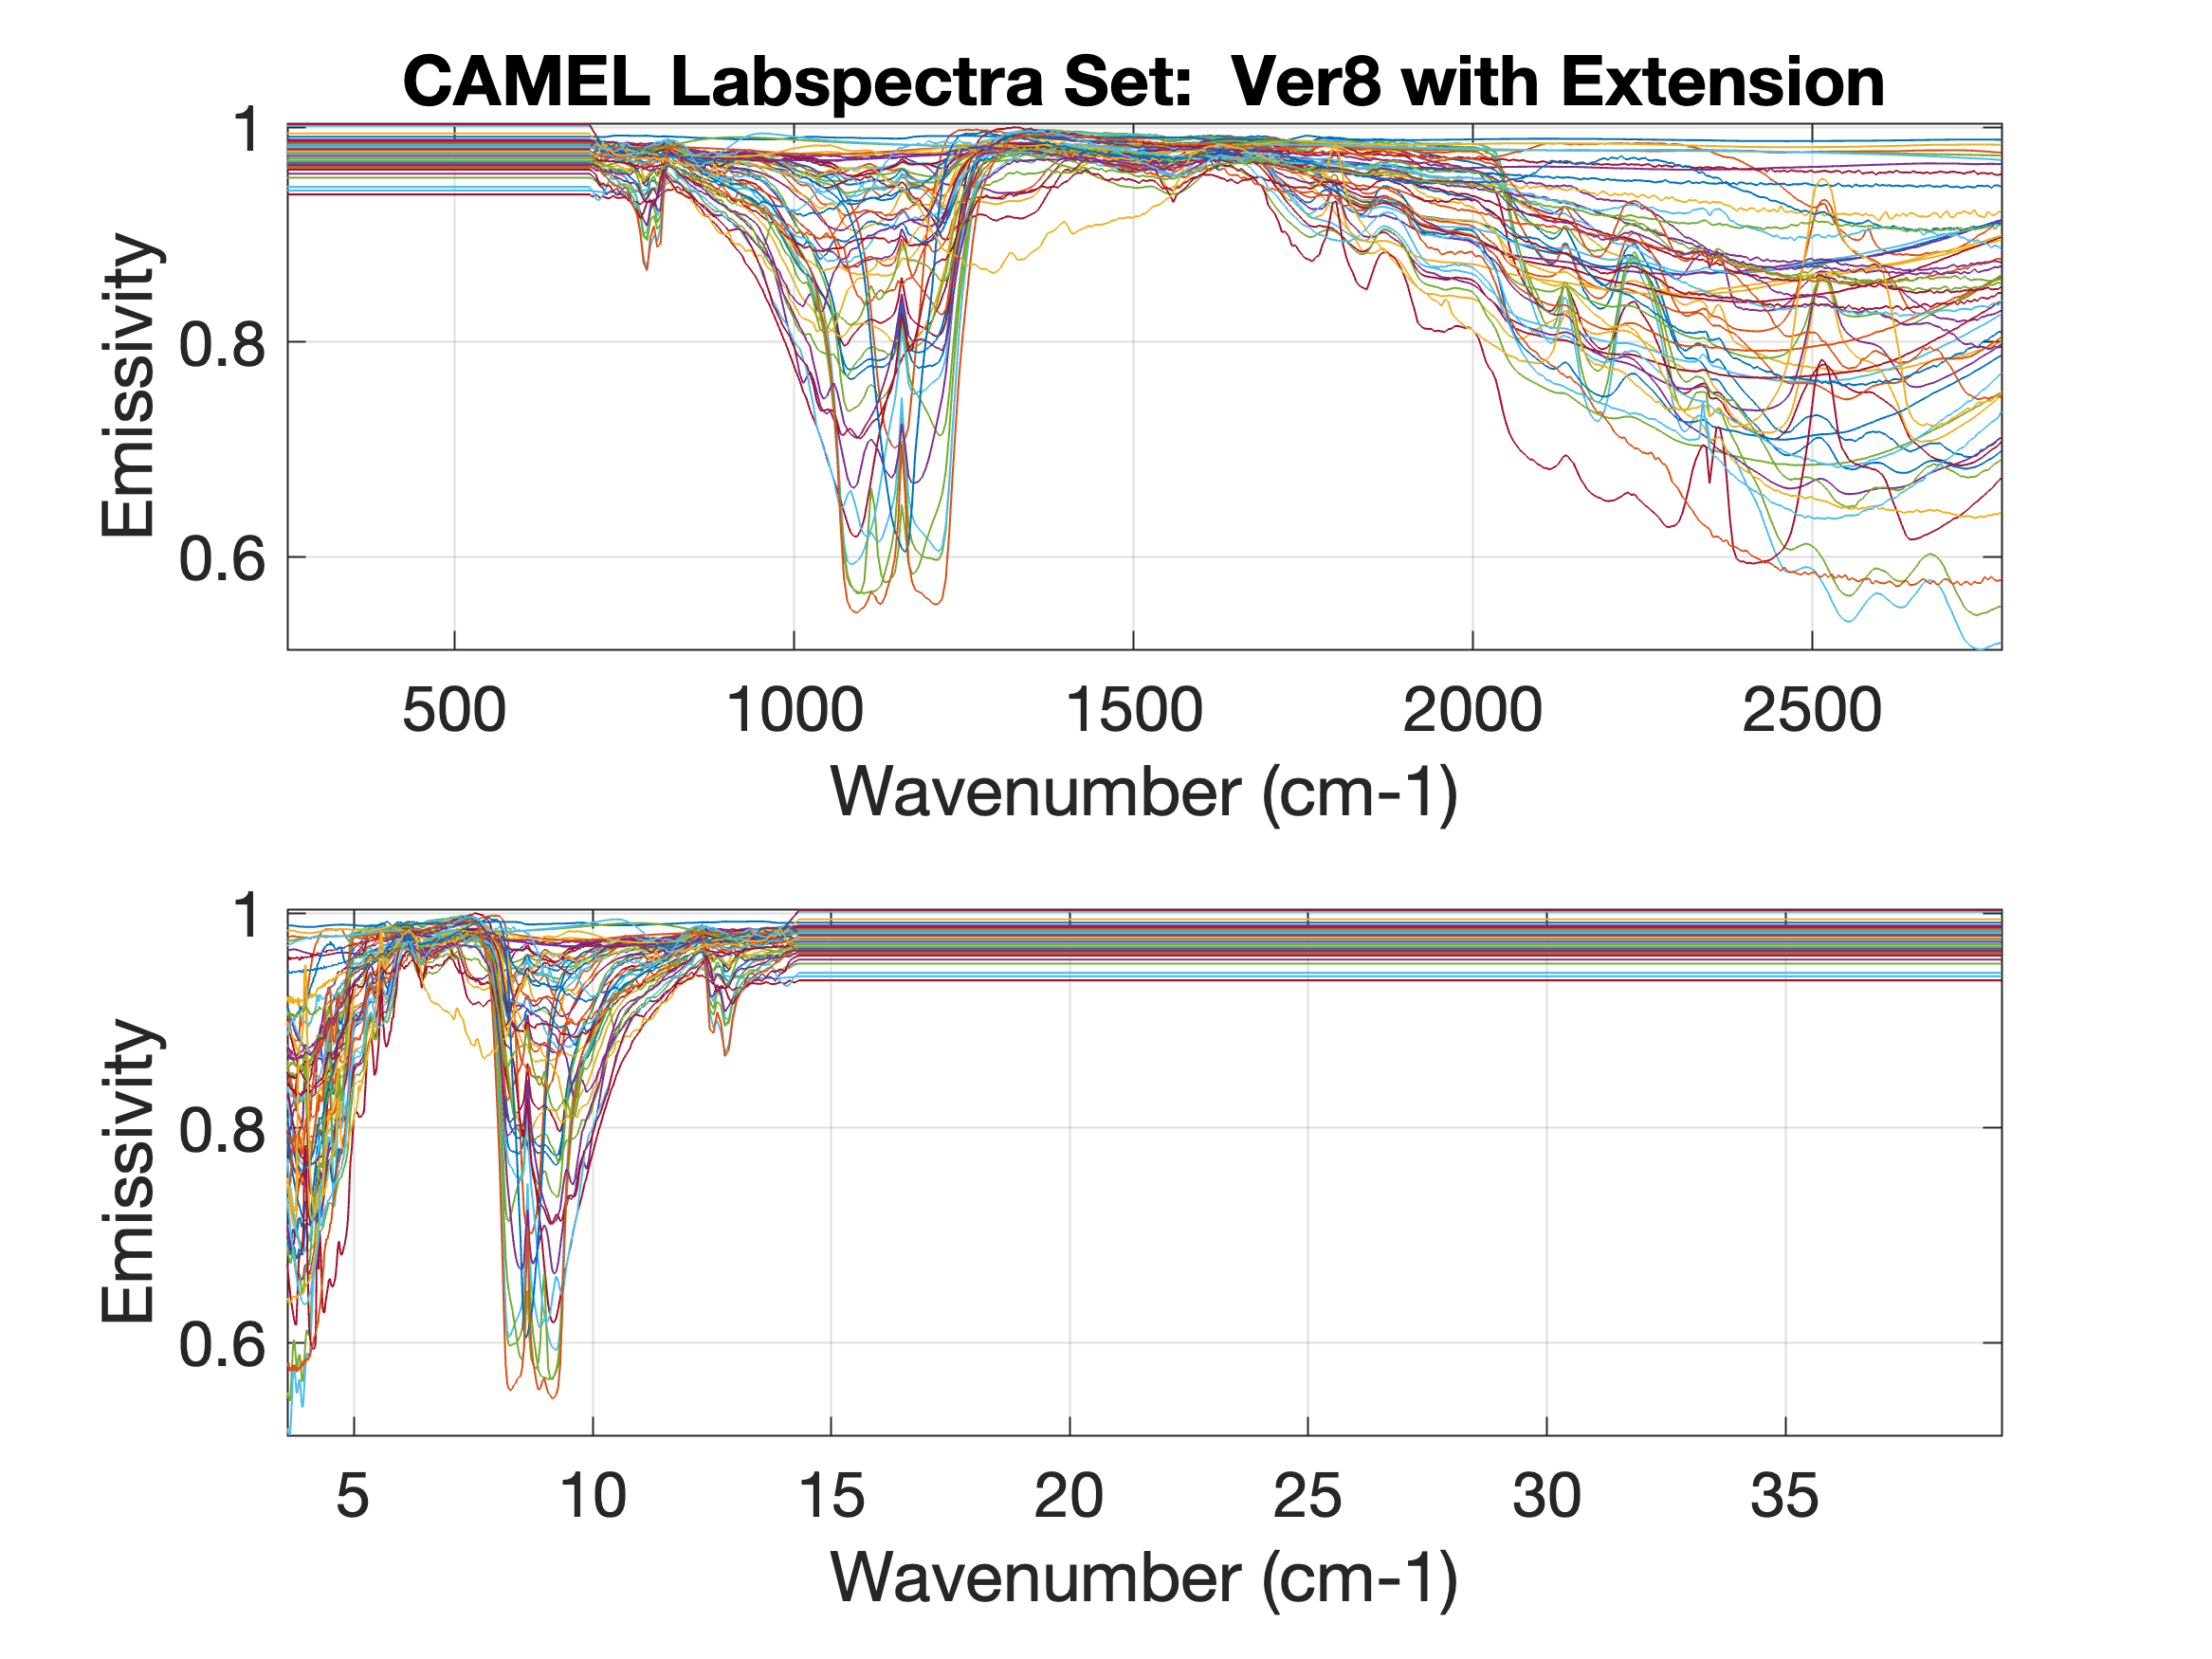 CAMEL Labspectra Set:  Ver8 with Extension
1
0.8
0.6
Emissivity
500 1000 1500 2000 2500
Wavenumber (cm-1)
1
0.8
0.6
Emissivity
5 10 15 20 25 30 35
Wavenumber (cm-1)